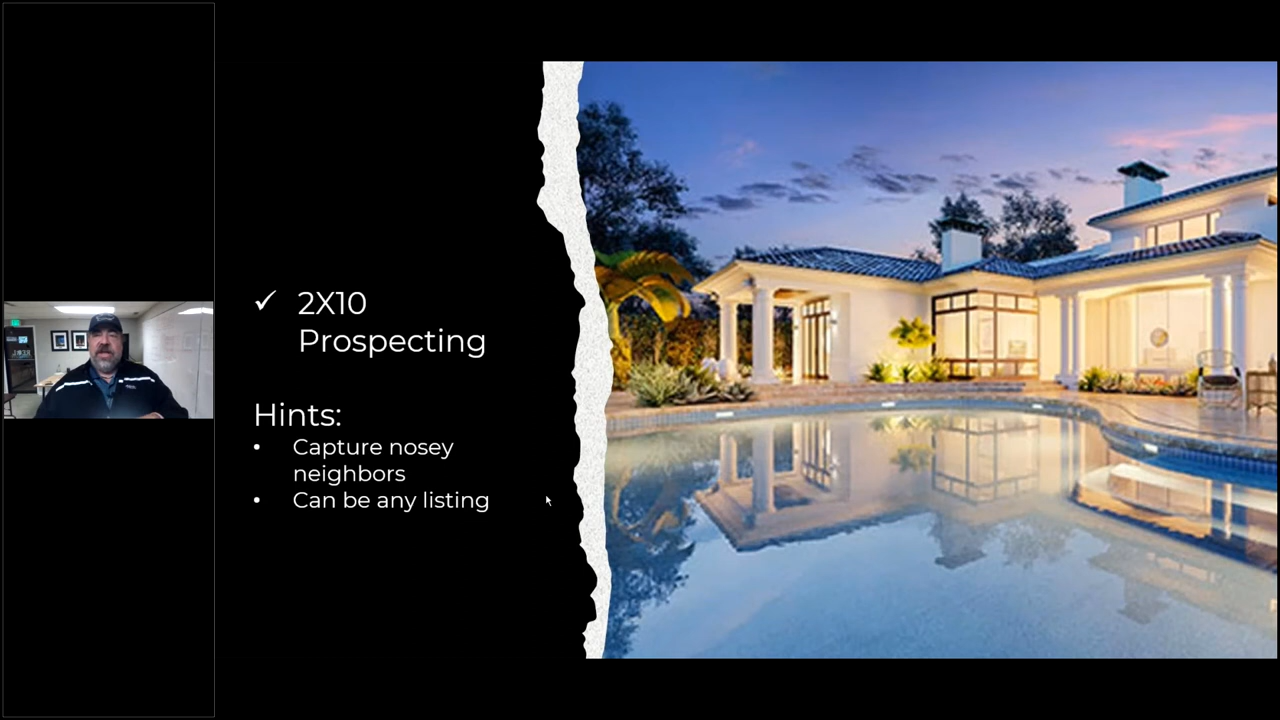 2X10
Prospecting
Hints:
• Capture nosey
neighbors
• Can be any listing